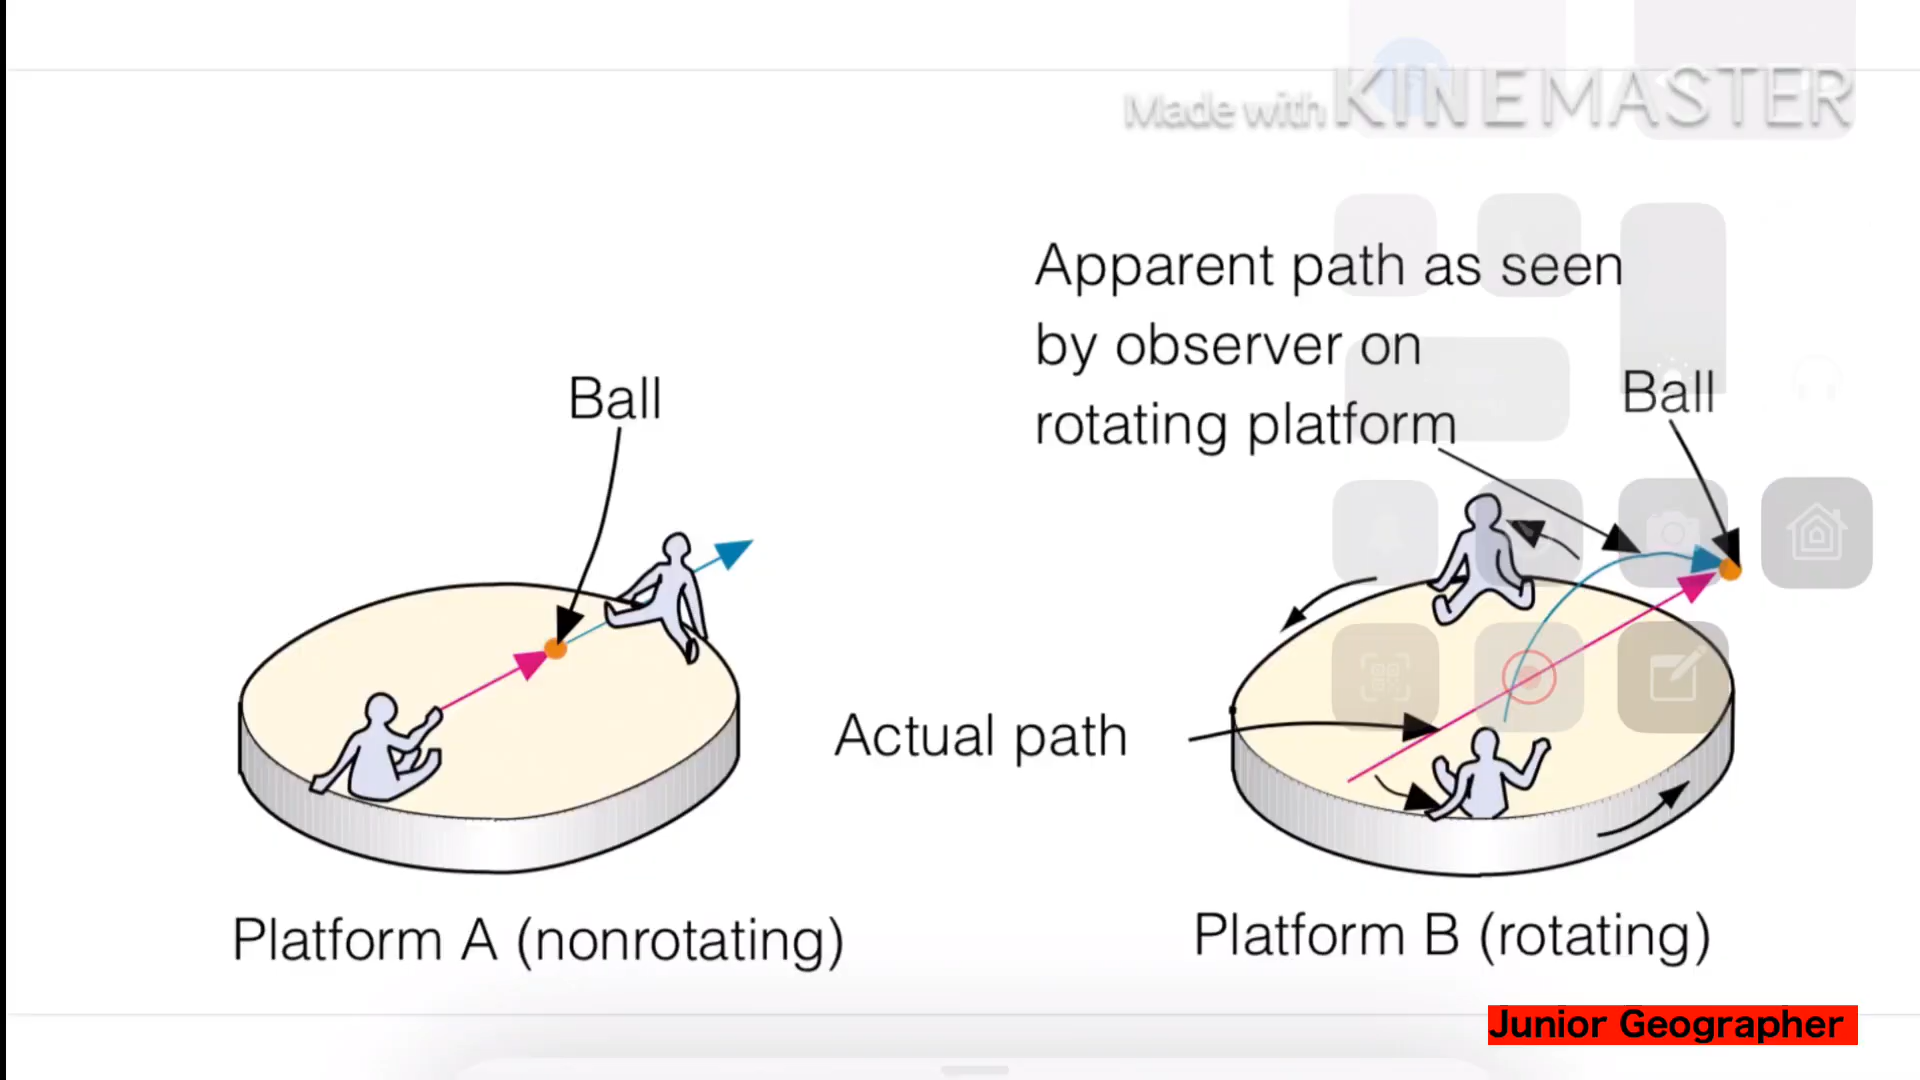 Made with KINEMASTER
Apparent path as seen
by observer on
rotating platform
Ball
Ball
Actual path
Platform A (nonrotating)
Platform B (rotating)
Junior Geographer